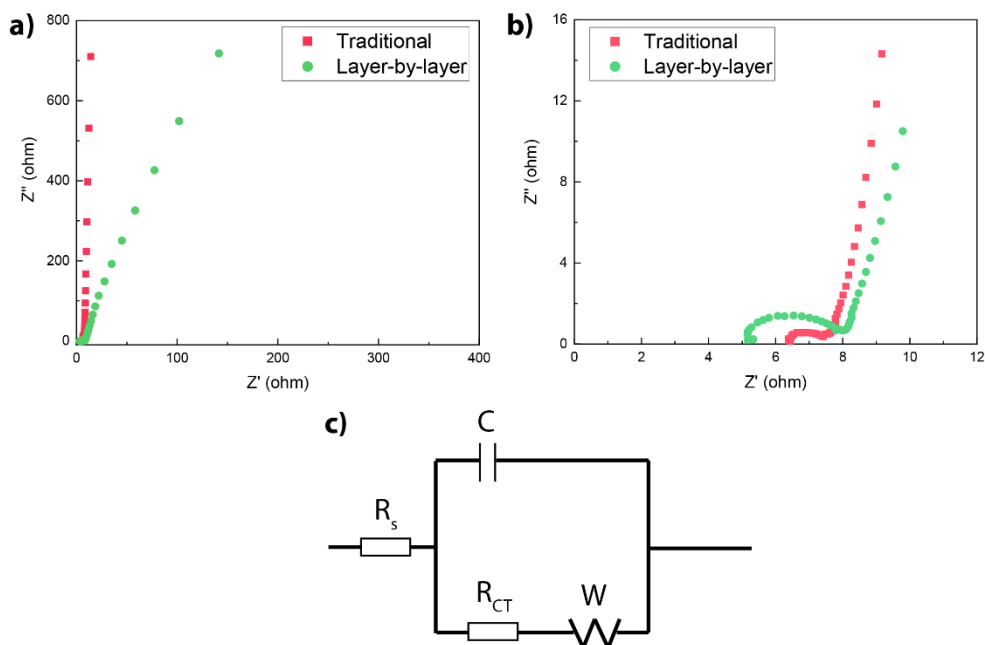 a)
800
600
400
200
0
100
200
300
400
Z'' (ohm)
Z' (ohm)
Traditional
Layer-by-layer
b)
16
12
8
4
0
0
2
4
6
8
10
12
Z'' (ohm)
Z' (ohm)
Traditional
Layer-by-layer
c)
C
Rs
RCT
W